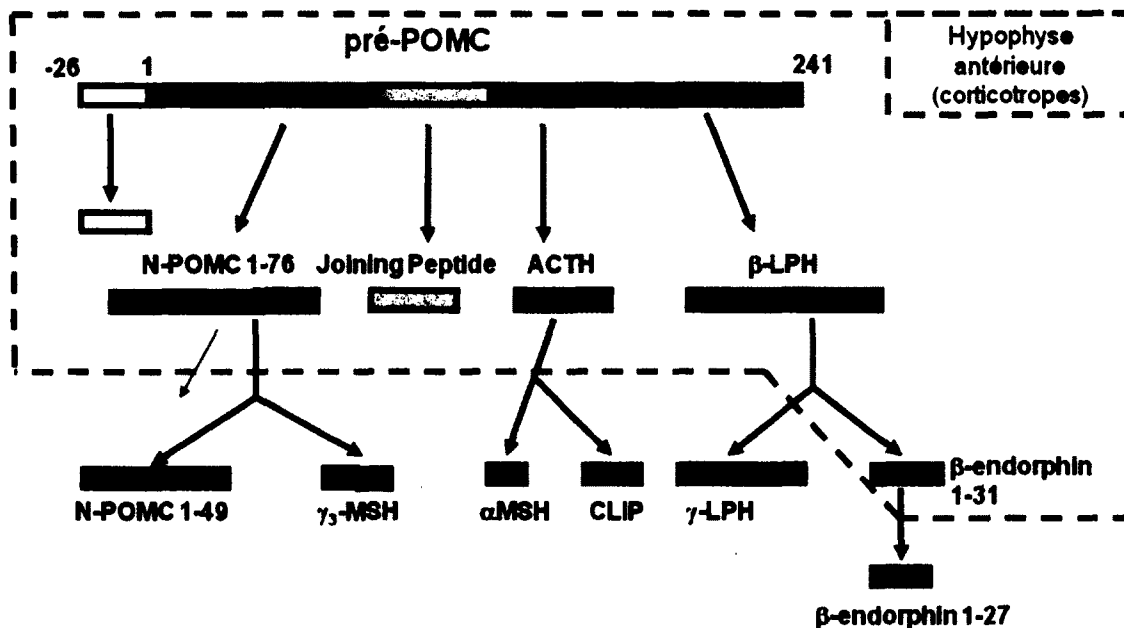 pré-POMC
Hypophyse
antérieure
(corticotropes)
-26 1 241
N-POMC 1-76 Joining Peptide ACTH β-LPH
N-POMC 1-49 γ3-MSH αMSH CLIP γ-LPH β-endorphin
1-31
β-endorphin 1-27